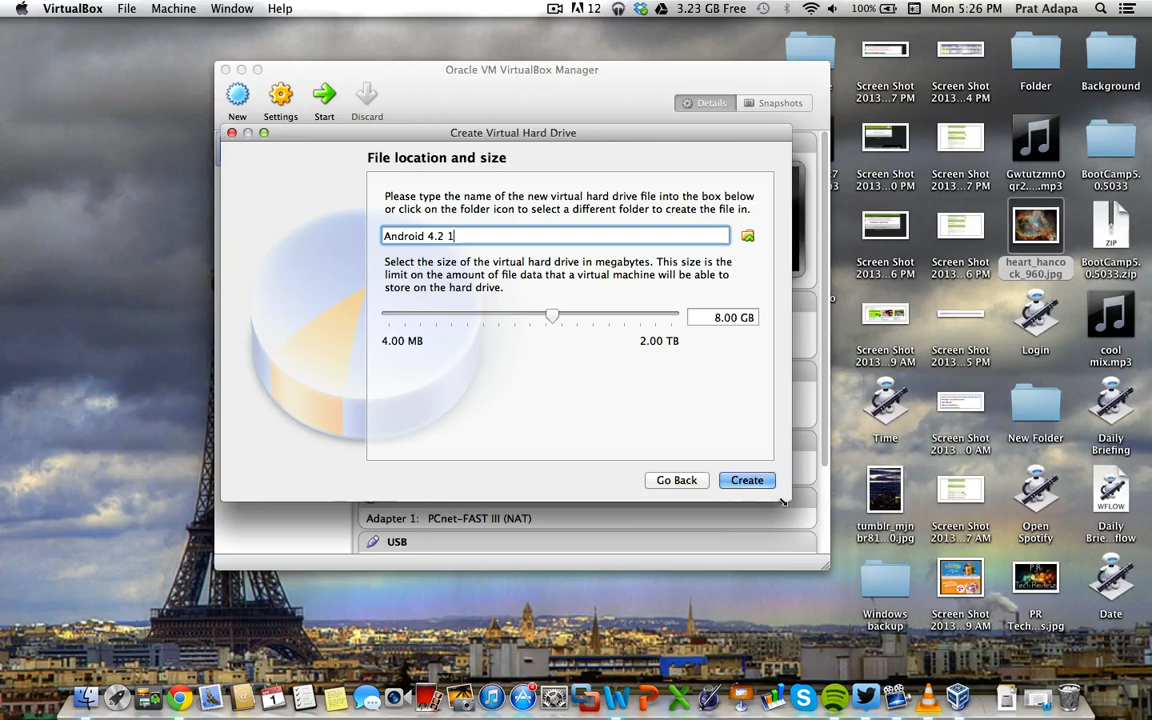 VirtualBox File Machine Window Help 12 3.23 GB Free 100% Mon 5:26 PM Prat Adapa
Oracle VM VirtualBox Manager
New Settings Start Discard
Details Snapshots
Create Virtual Hard Drive
File location and size
Please type the name of the new virtual hard drive file into the box below
or click on the folder icon to select a different folder to create the file in.
Android 4.2 1
Select the size of the virtual hard drive in megabytes. This size is the
limit on the amount of file data that a virtual machine will be able to
store on the hard drive.
8.00 GB
4.00 MB 2.00 TB
Go Back Create
Adapter 1: PCnet-FAST III (NAT)
USB
Screen Shot
2013...7 PM
Screen Shot
2013...4 PM
Folder
Background
Screen Shot
2013...0 PM
Screen Shot
2013...7 PM
GwtutzmnO
qr2....mp3
BootCamp5.
0.5033
Screen Shot
2013...6 PM
Screen Shot
2013...6 PM
heart_hanco
ck_960.jpg
ZIP
BootCamp5.
0.5033.zip
Screen Shot
2013...9 AM
Screen Shot
2013...5 PM
Login
cool
mix.mp3
Time
Screen Shot
2013...0 AM
New Folder
Daily
Briefing
tumblr_mjn
br81...0.jpg
Screen Shot
2013...7 AM
Open
Spotify
WFLOW
Daily
Brie...flow
Windows
backup
Screen Shot
2013...9 AM
PR
Tech...s.jpg
Date